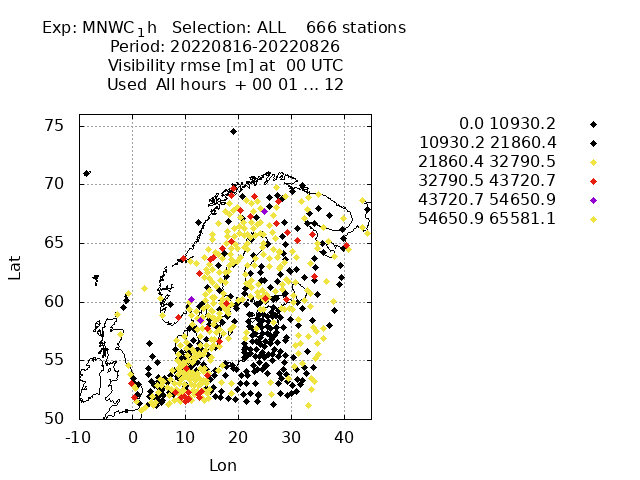 Exp: MNWC_1h   Selection: ALL    666 stations
Period: 20220816-20220826
Visibility rmse [m] at  00 UTC
Used  All hours  + 00 01 ... 12
0.0 10930.2
10930.2 21860.4
21860.4 32790.5
32790.5 43720.7
43720.7 54650.9
54650.9 65581.1
75
70
65
60
55
50
Lat
-10 0 10 20 30 40
Lon